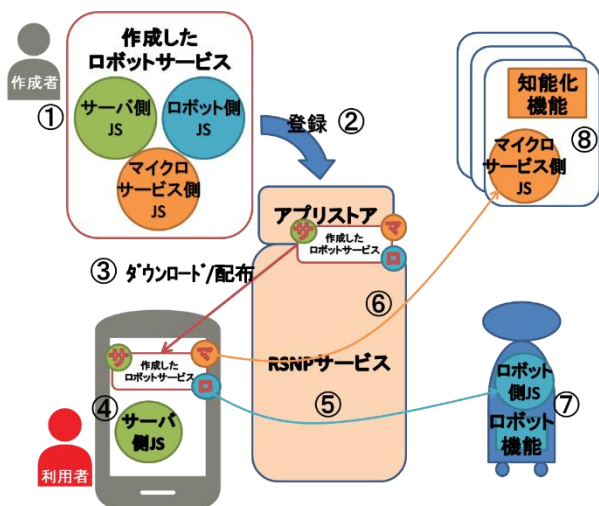 作成者
①
作成した
ロボットサービス
サーバ側
JS
ロボット側
JS
マイクロ
サービス側
JS
登録 ②
知能化
機能
⑧
マイクロ
サービス側
JS
アプリストア
サ
マ
作成した
ロボットサービス
ロ
③ ダウンロード/配布
⑥
RSNPサービス
サ
マ
作成した
ロボットサービス
ロ
④
サーバ
側JS
⑤
ロボット
側JS
⑦
ロボット
機能
利用者